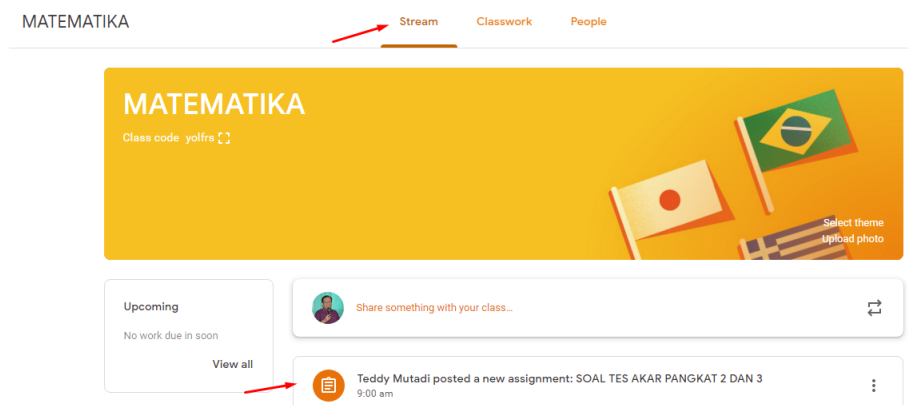 MATEMATIKA
Stream Classwork People
MATEMATIKA
Class code yolfrs
Select theme
Upload photo
Upcoming
No work due in soon
View all
Share something with your class...
Teddy Mutadi posted a new assignment: SOAL TES AKAR PANGKAT 2 DAN 3
9:00 am